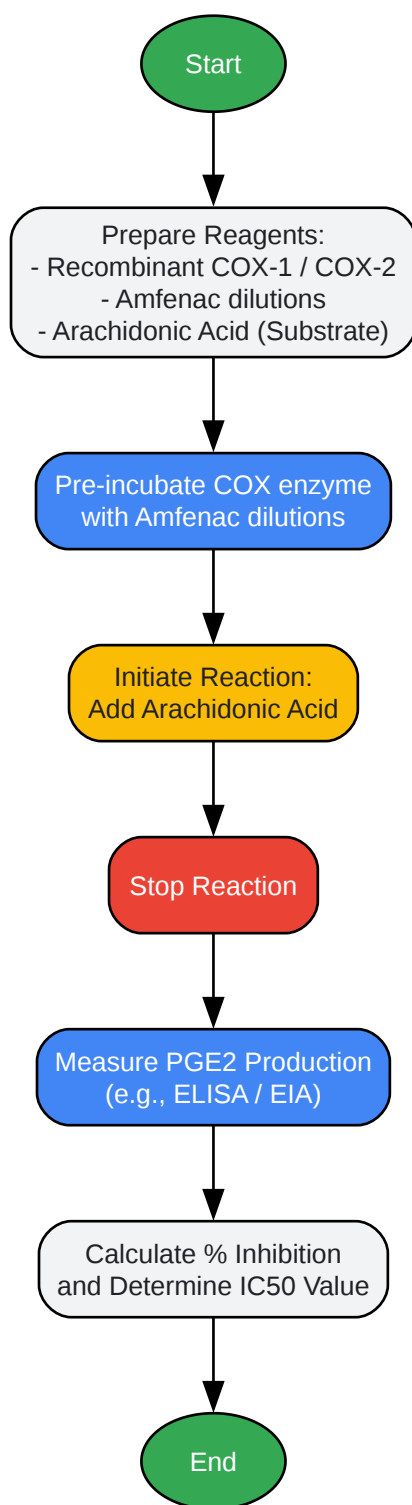 Start
Prepare Reagents:
- Recombinant COX-1 / COX-2
- Amfenac dilutions
- Arachidonic Acid (Substrate)
Pre-incubate COX enzyme
with Amfenac dilutions
Initiate Reaction:
Add Arachidonic Acid
Stop Reaction
Measure PGE2 Production
(e.g., ELISA / EIA)
Calculate % Inhibition
and Determine IC50 Value
End